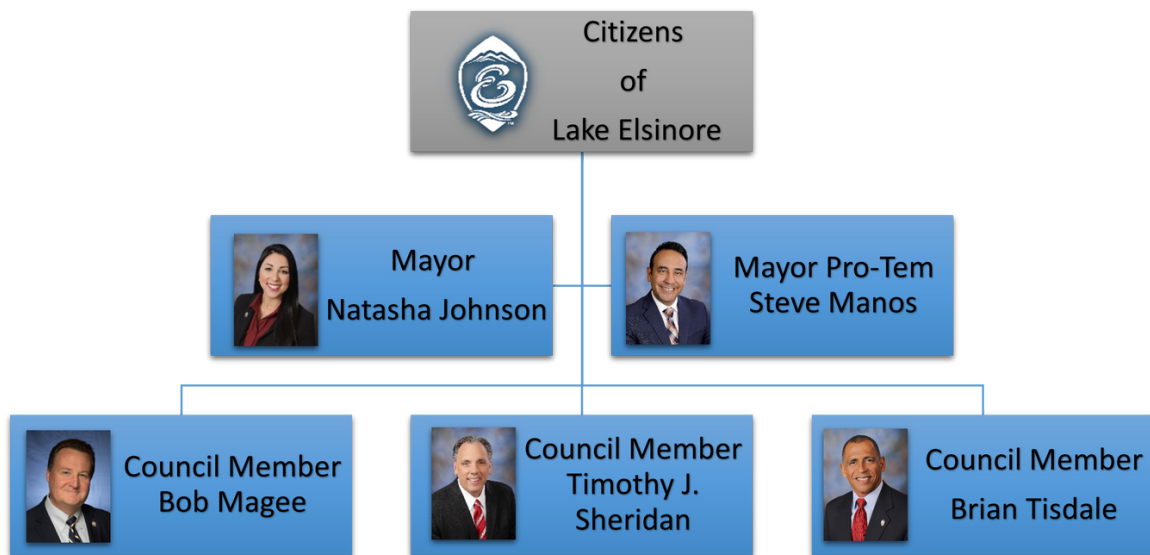 Citizens
of
Lake Elsinore
Mayor
Natasha Johnson
Mayor Pro-Tem
Steve Manos
Council Member
Bob Magee
Council Member
Timothy J.
Sheridan
Council Member
Brian Tisdale